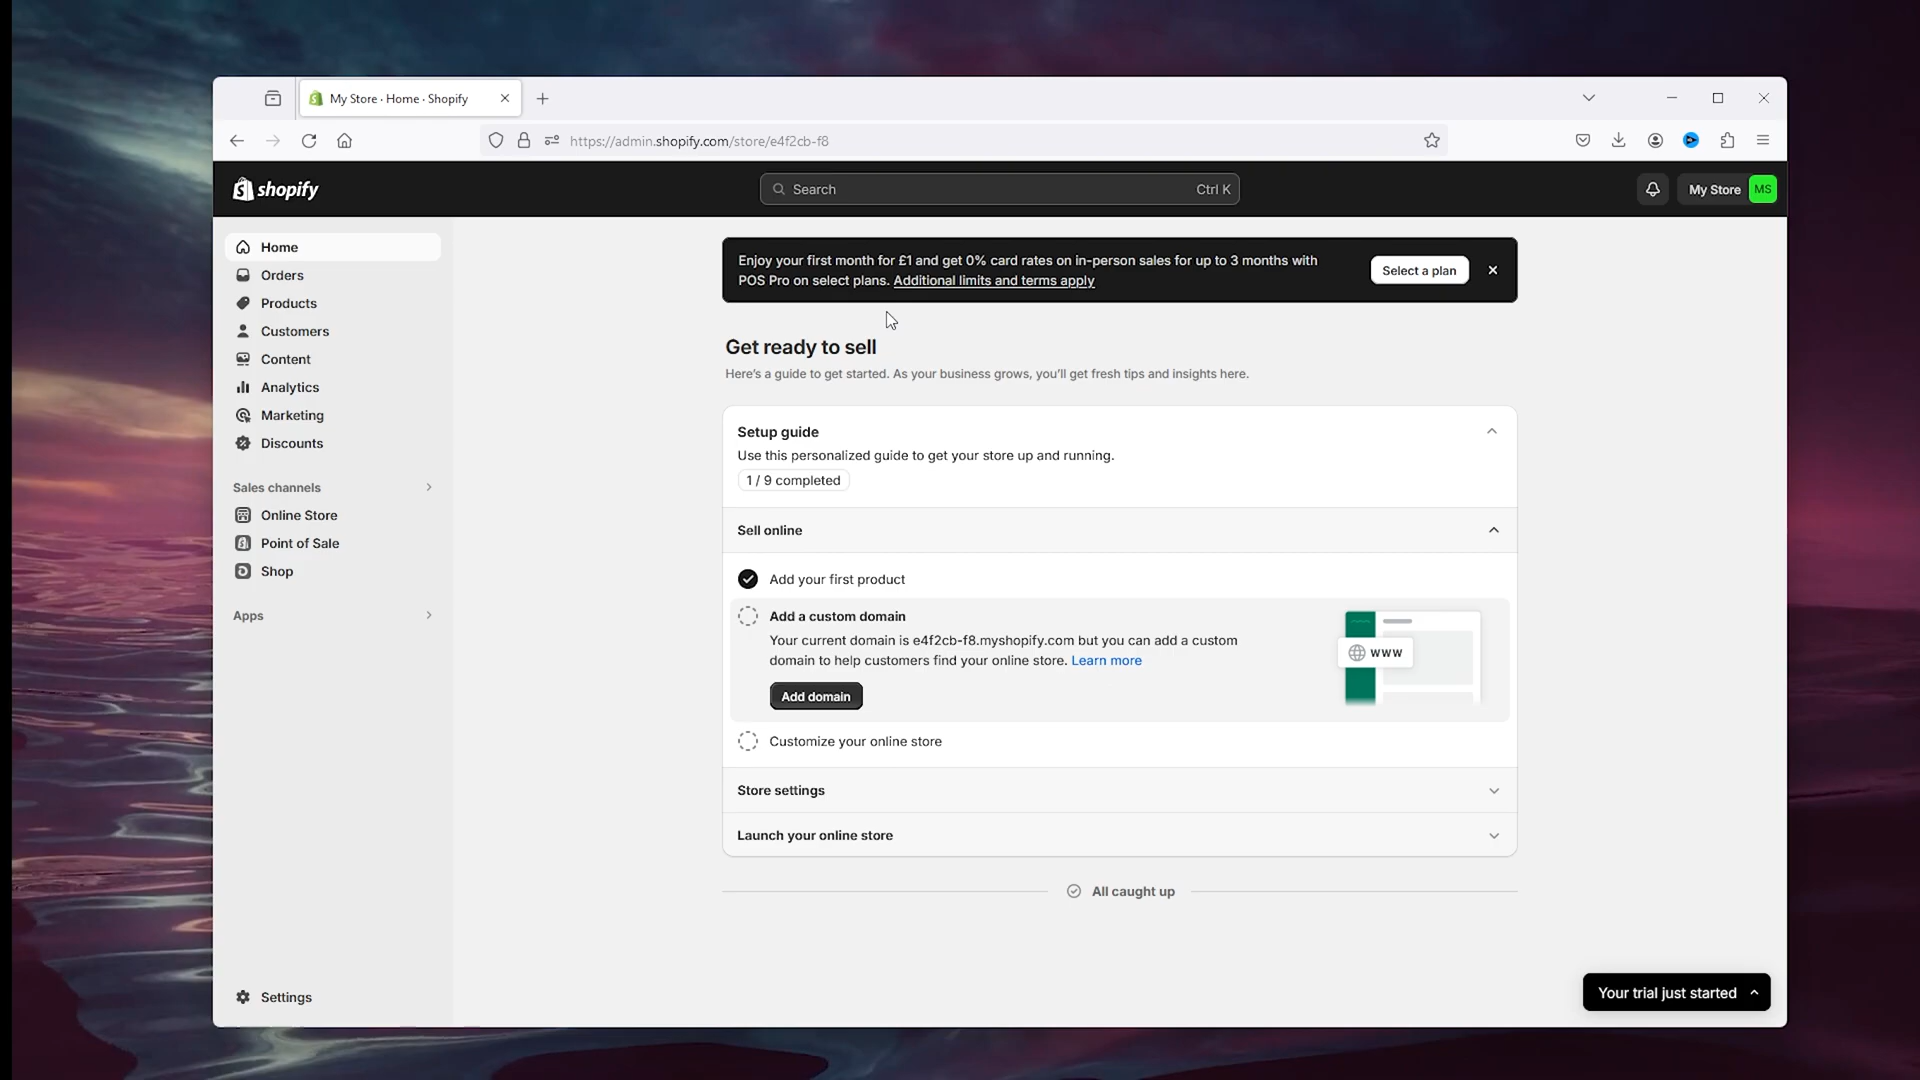 My Store · Home · Shopify
https://admin.shopify.com/store/e4f2cb-f8
shopify
Search
Ctrl K
My Store
MS
Home
Orders
Products
Customers
Content
Analytics
Marketing
Discounts
Sales channels
Online Store
Point of Sale
Shop
Apps
Settings
Enjoy your first month for £1 and get 0% card rates on in-person sales for up to 3 months with
POS Pro on select plans. Additional limits and terms apply
Select a plan
Get ready to sell
Here's a guide to get started. As your business grows, you'll get fresh tips and insights here.
Setup guide
Use this personalized guide to get your store up and running.
1 / 9 completed
Sell online
Add your first product
Add a custom domain
Your current domain is e4f2cb-f8.myshopify.com but you can add a custom
domain to help customers find your online store. Learn more
Add domain
www
Customize your online store
Store settings
Launch your online store
All caught up
Your trial just started